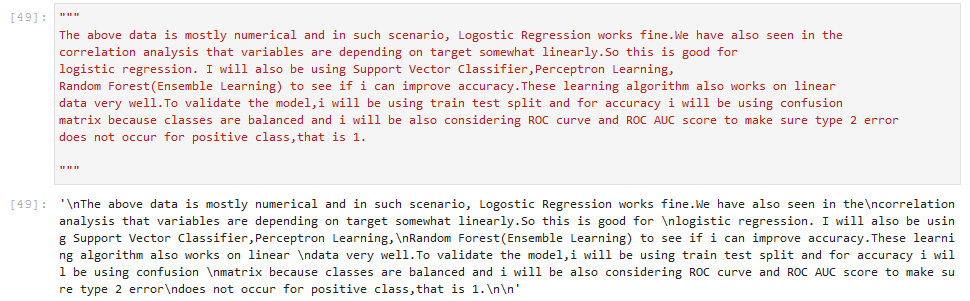 [49]: """
The above data is mostly numerical and in such scenario, Logostic Regression works fine.We have also seen in the
correlation analysis that variables are depending on target somewhat linearly.So this is good for
logistic regression. I will also be using Support Vector Classifier,Perceptron Learning,
Random Forest(Ensemble Learning) to see if i can improve accuracy.These learning algorithm also works on linear
data very well.To validate the model,i will be using train test split and for accuracy i will be using confusion
matrix because classes are balanced and i will be also considering ROC curve and ROC AUC score to make sure type 2 error
does not occur for positive class,that is 1.
"""
[49]: '\nThe above data is mostly numerical and in such scenario, Logostic Regression works fine.We have also seen in the\ncorrelation
analysis that variables are depending on target somewhat linearly.So this is good for \nlogistic regression. I will also be usin
g Support Vector Classifier,Perceptron Learning,\nRandom Forest(Ensemble Learning) to see if i can improve accuracy.These learni
ng algorithm also works on linear \ndata very well.To validate the model,i will be using train test split and for accuracy i wil
l be using confusion \nmatrix because classes are balanced and i will be also considering ROC curve and ROC AUC score to make su
re type 2 error\ndoes not occur for positive class,that is 1.\n\n'